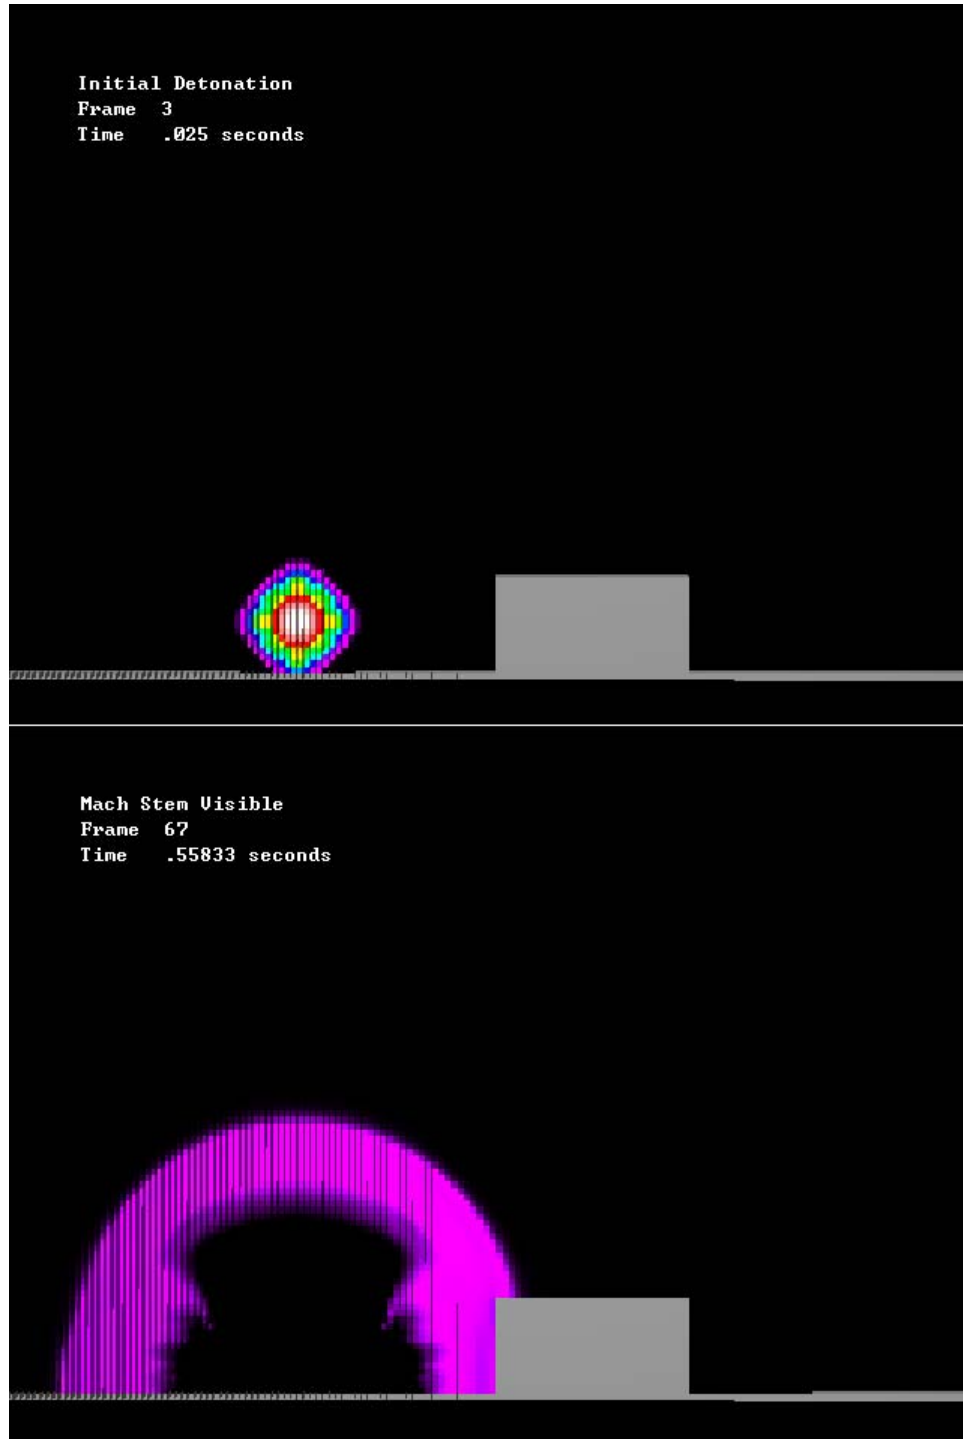 Initial Detonation
Frame 3
Time .025 seconds
Mach Stem Visible
Frame 67
Time .55833 seconds